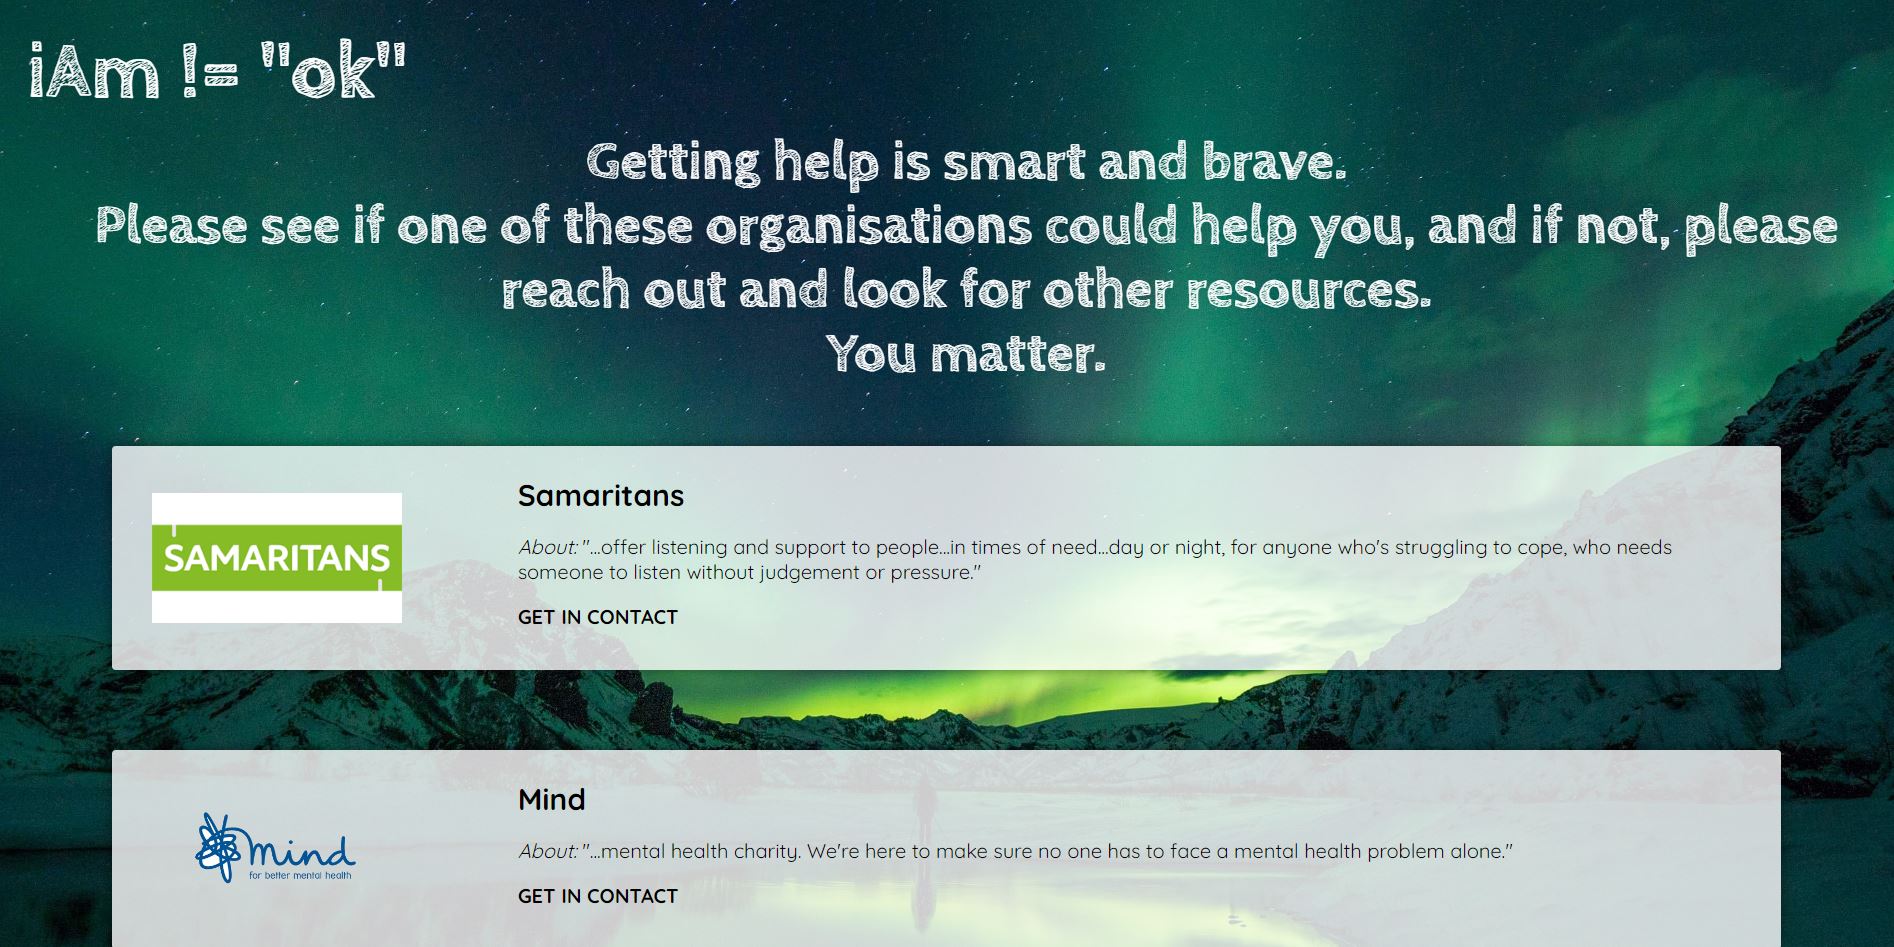 iAm != "ok"
Getting help is smart and brave.
Please see if one of these organisations could help you, and if not, please
reach out and look for other resources.
You matter.
SAMARITANS
Samaritans
About: "...offer listening and support to people...in times of need...day or night, for anyone who's struggling to cope, who needs
someone to listen without judgement or pressure."
GET IN CONTACT
mind
for better mental health
Mind
About: "...mental health charity. We're here to make sure no one has to face a mental health problem alone."
GET IN CONTACT